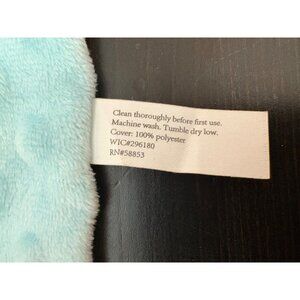 Clean thoroughly before first use.
Machine wash. Tumble dry low.
Cover: 100% polyester
WIC#296180
RN#58853